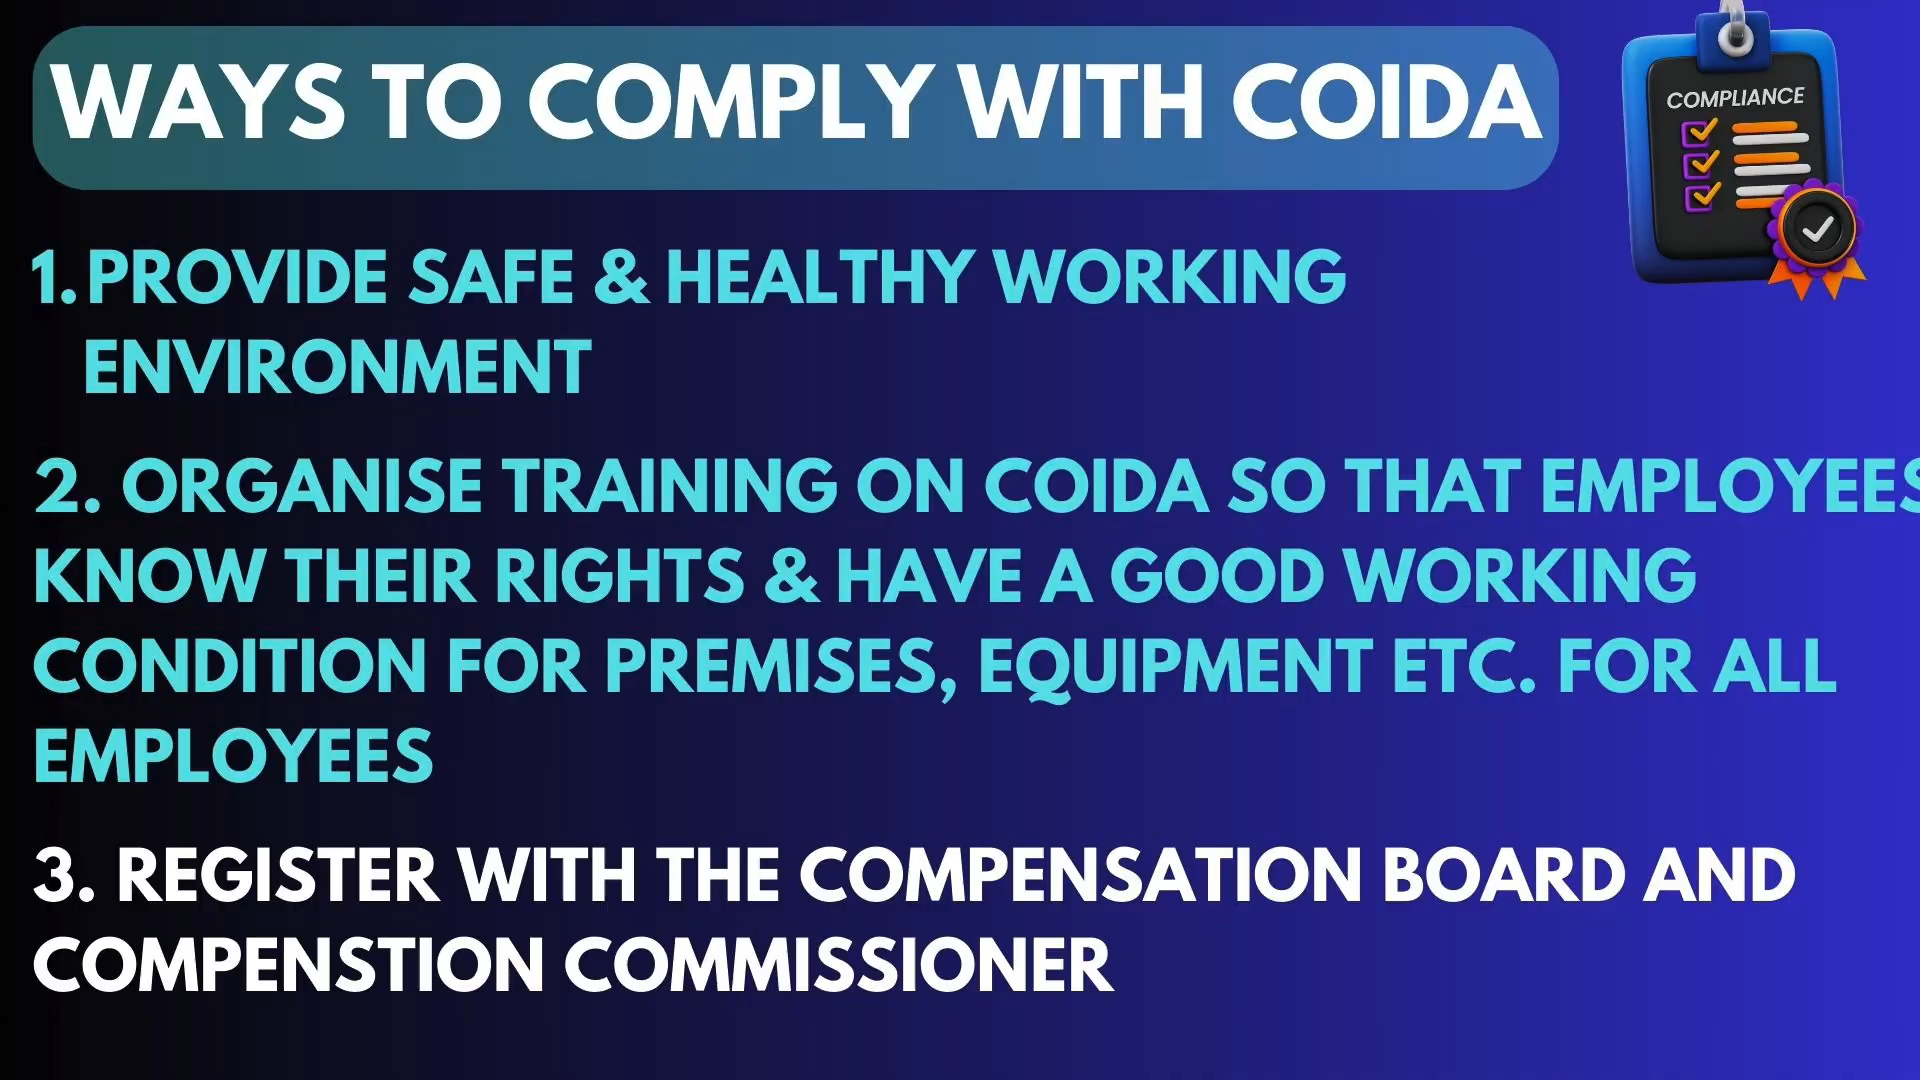 WAYS TO COMPLY WITH COIDA
COMPLIANCE
1. PROVIDE SAFE & HEALTHY WORKING
ENVIRONMENT
2. ORGANISE TRAINING ON COIDA SO THAT EMPLOYEES
KNOW THEIR RIGHTS & HAVE A GOOD WORKING
CONDITION FOR PREMISES, EQUIPMENT ETC. FOR ALL
EMPLOYEES
3. REGISTER WITH THE COMPENSATION BOARD AND
COMPENSTION COMMISSIONER